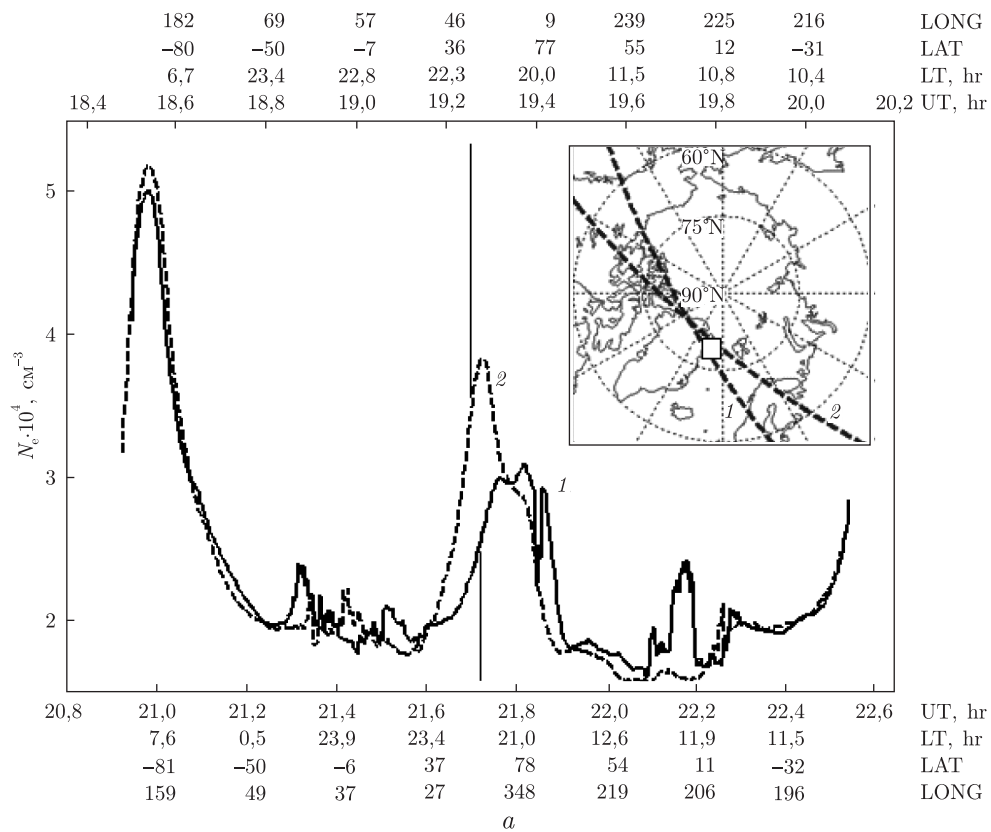 182 69 57 46 9 239 225 216 LONG
−80 −50 −7 36 77 55 12 −31 LAT
6,7 23,4 22,8 22,3 20,0 11,5 10,8 10,4 LT, hr
18,4 18,6 18,8 19,0 19,2 19,4 19,6 19,8 20,0 20,2 UT, hr
60°N
75°N
90°N
1 2
5
4
3
2
Ne·10⁴, см⁻³
2
1
20,8 21,0 21,2 21,4 21,6 21,8 22,0 22,2 22,4 22,6 UT, hr
7,6 0,5 23,9 23,4 21,0 12,6 11,9 11,5 LT, hr
−81 −50 −6 37 78 54 11 −32 LAT
159 49 37 27 348 219 206 196 LONG
a